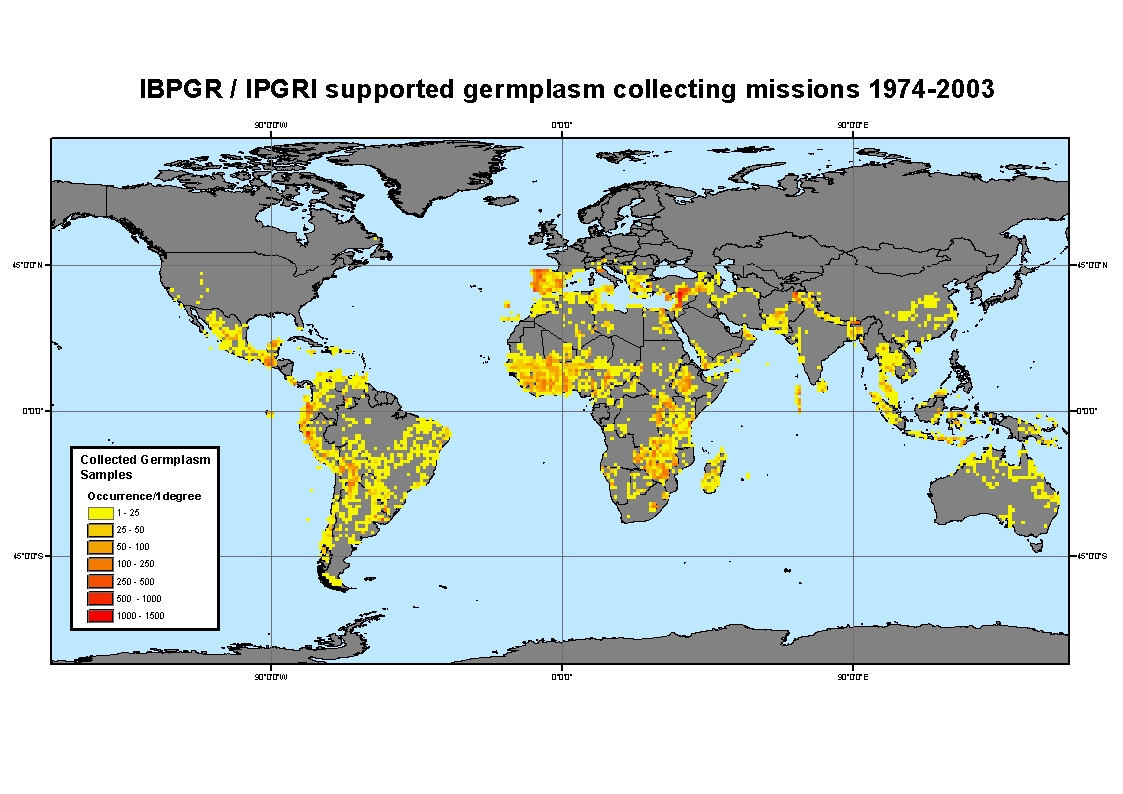 IBPGR / IPGRI supported germplasm collecting missions 1974-2003
90°0'0"W 0°0'0" 90°0'0"E
45°0'0"N 45°0'0"N
0°0'0" 0°0'0"
Collected Germplasm
Samples
Occurrence/1degree
1 - 25
25 - 50
50 - 100
100 - 250
250 - 500
500 - 1000
1000 - 1500
45°0'0"S 45°0'0"S
90°0'0"W 0°0'0" 90°0'0"E